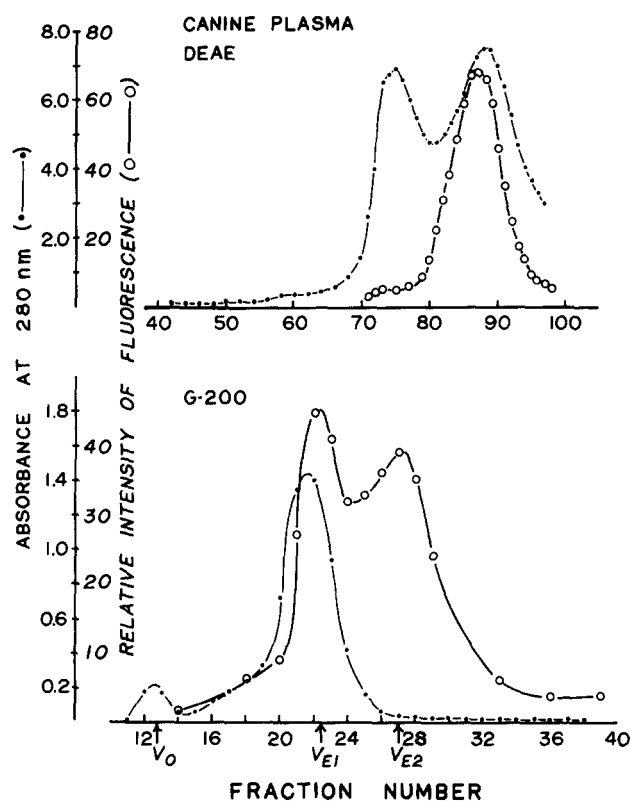 CANINE PLASMA
DEAE
8.0 80
6.0 60
4.0 40
2.0 20
40 50 60 70 80 90 100
ABSORBANCE AT 280 nm (•—•)
RELATIVE INTENSITY OF FLUORESCENCE (O—O)
G-200
1.8
1.4 40
1.0 30
20
0.6
10
0.2
12 16 20 24 28 32 36 40
V0 VE1 VE2
FRACTION NUMBER